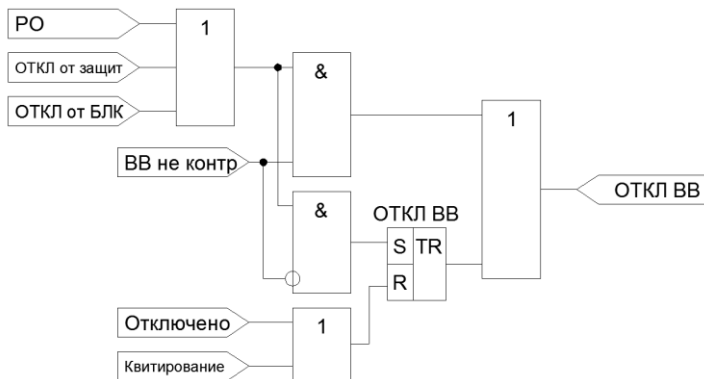 РО
1
ОТКЛ от защит
&
ОТКЛ от БЛК
1
ВВ не контр
ОТКЛ ВВ
&
ОТКЛ ВВ
S TR
R
Отключено
1
Квитирование